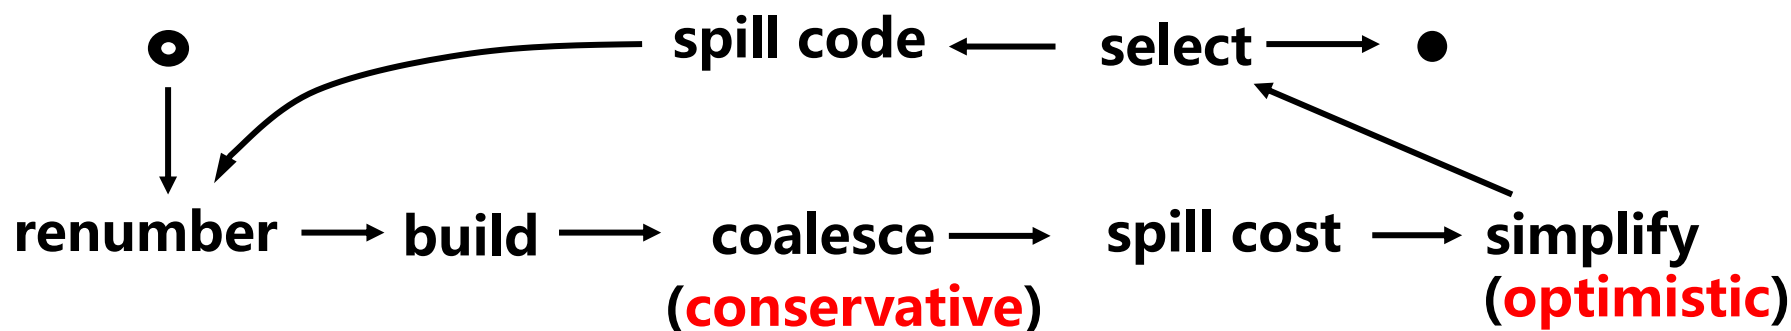 spill code
select
renumber
build
coalesce
(conservative)
spill cost
simplify
(optimistic)